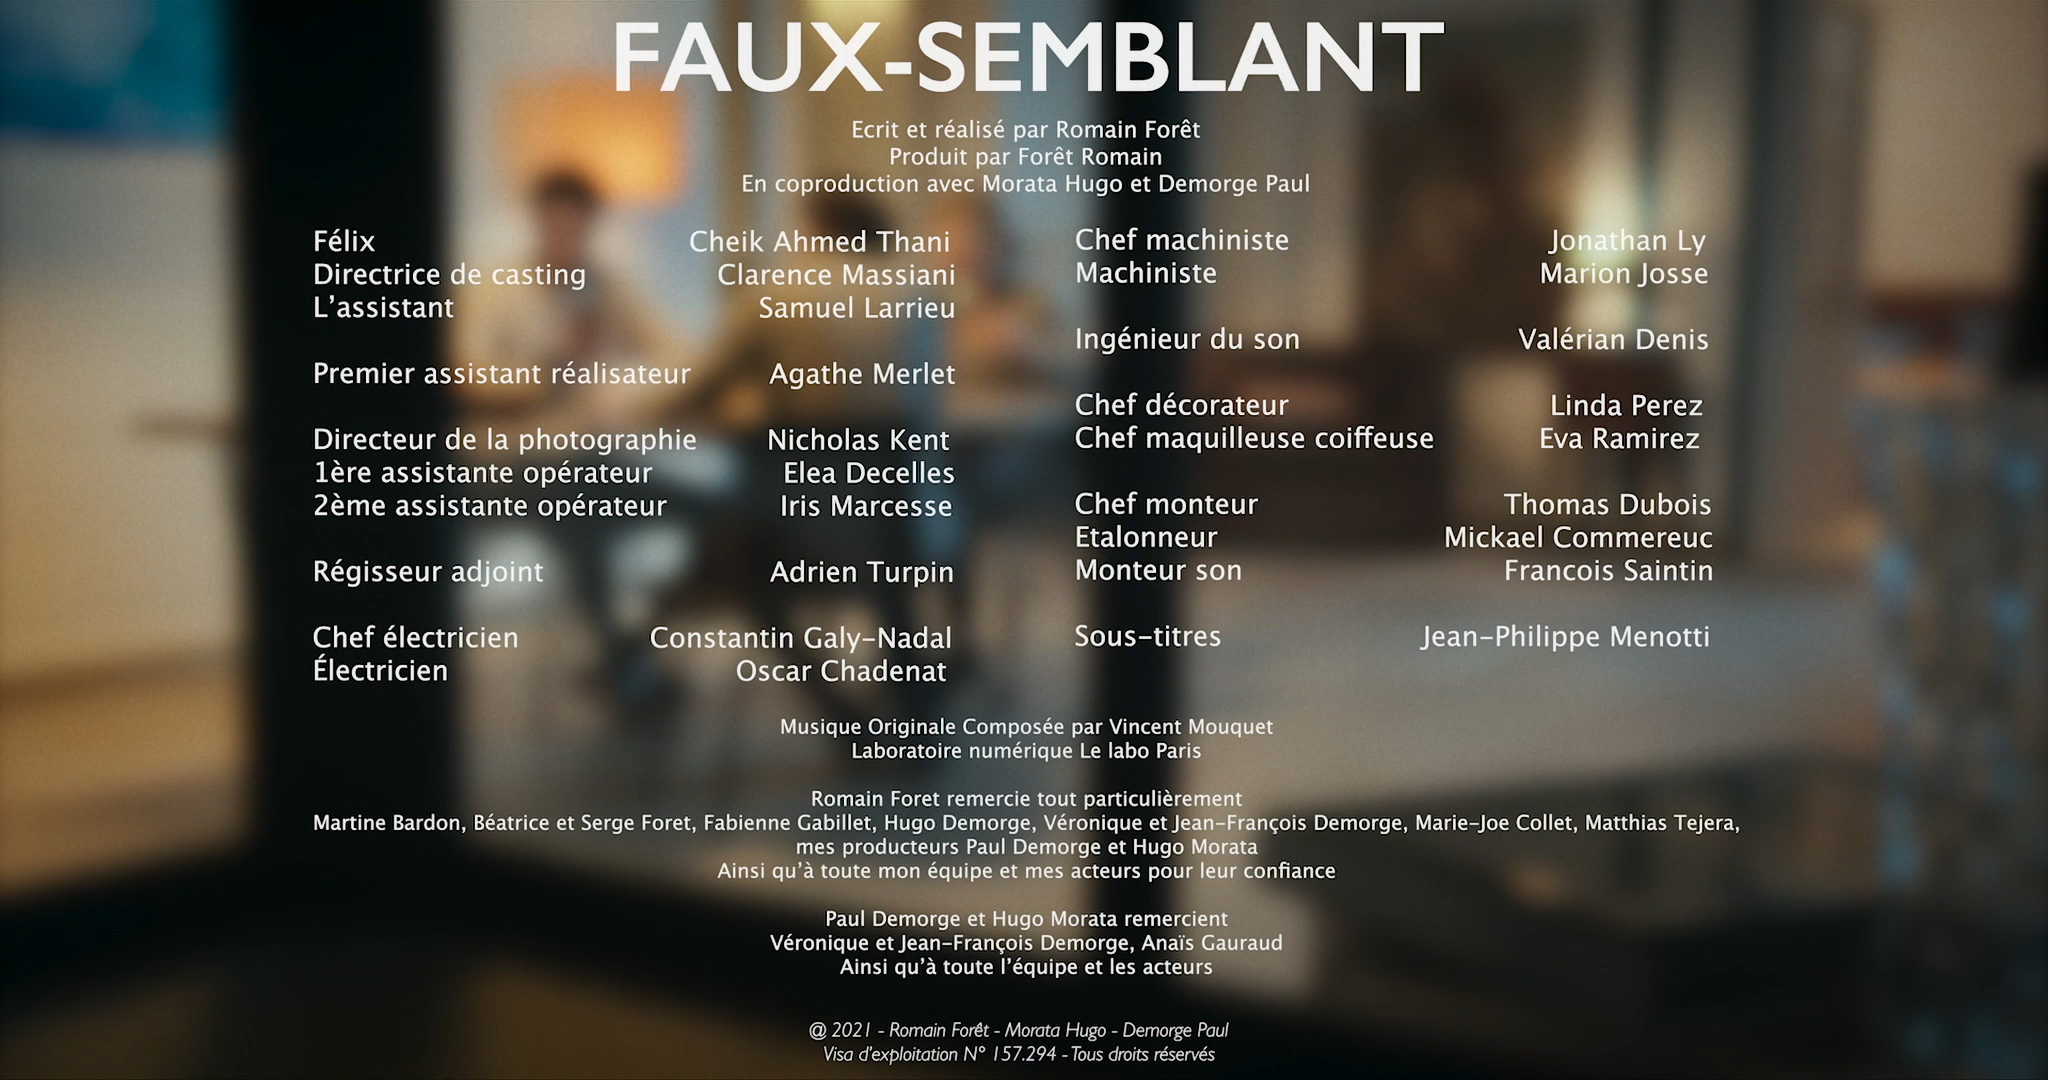 FAUX-SEMBLANT
Ecrit et réalisé par Romain Forêt
Produit par Forêt Romain
En coproduction avec Morata Hugo et Demorge Paul
Félix Cheik Ahmed Thani
Directrice de casting Clarence Massiani
L'assistant Samuel Larrieu
Premier assistant réalisateur Agathe Merlet
Directeur de la photographie Nicholas Kent
1ère assistante opérateur Elea Decelles
2ème assistante opérateur Iris Marcesse
Régisseur adjoint Adrien Turpin
Chef électricien Constantin Galy-Nadal
Électricien Oscar Chadenat
Chef machiniste Jonathan Ly
Machiniste Marion Josse
Ingénieur du son Valérian Denis
Chef décorateur Linda Perez
Chef maquilleuse coiffeuse Eva Ramirez
Chef monteur Thomas Dubois
Etalonneur Mickael Commereuc
Monteur son Francois Saintin
Sous-titres Jean-Philippe Menotti
Musique Originale Composée par Vincent Mouquet
Laboratoire numérique Le labo Paris
Romain Foret remercie tout particulièrement
Martine Bardon, Béatrice et Serge Foret, Fabienne Gabillet, Hugo Demorge, Véronique et Jean-François Demorge, Marie-Joe Collet, Matthias Tejera,
mes producteurs Paul Demorge et Hugo Morata
Ainsi qu'à toute mon équipe et mes acteurs pour leur confiance
Paul Demorge et Hugo Morata remercient
Véronique et Jean-François Demorge, Anaïs Gauraud
Ainsi qu'à toute l'équipe et les acteurs
@ 2021 - Romain Forêt - Morata Hugo - Demorge Paul
Visa d'exploitation N° 157.294 - Tous droits réservés